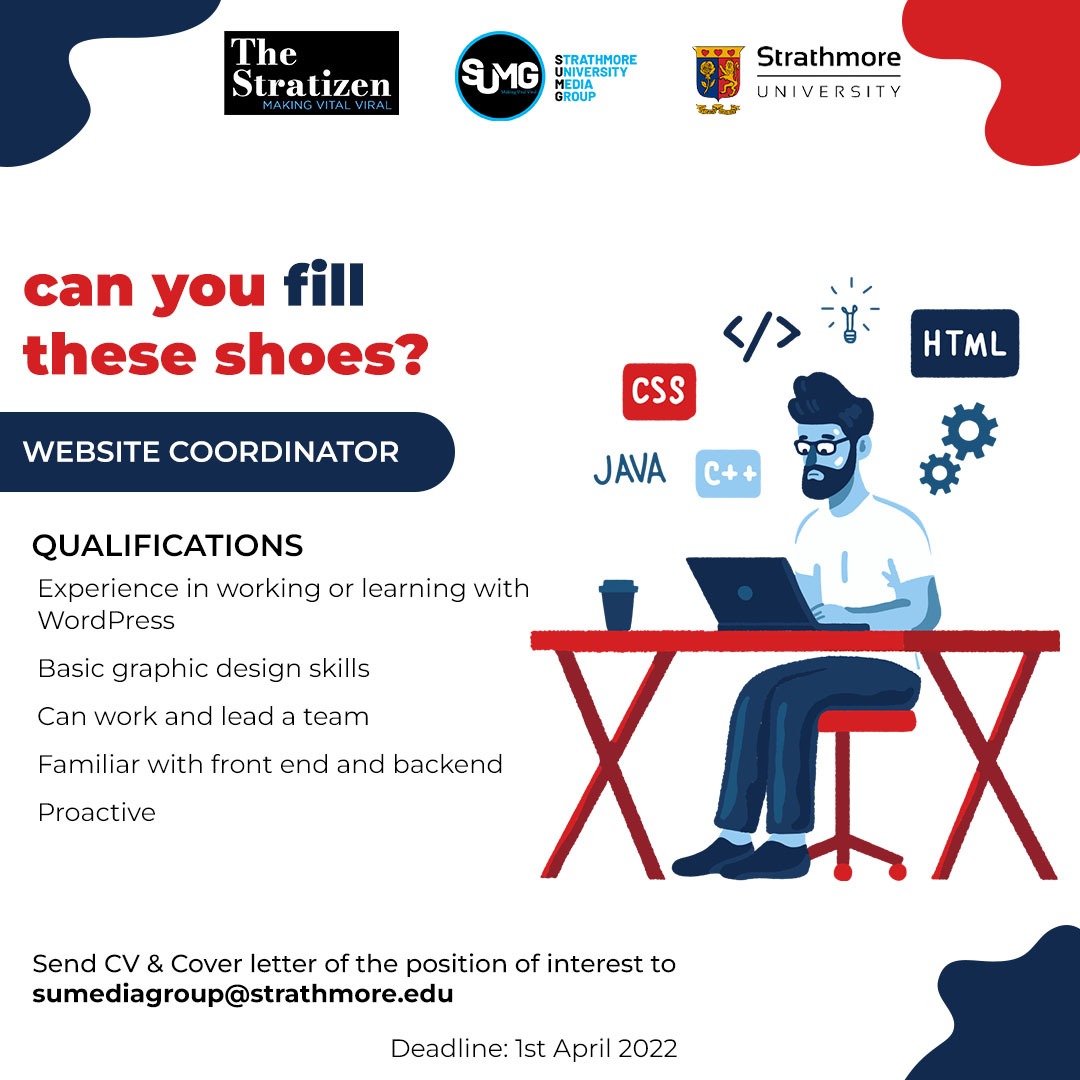 The
Stratizen
MAKING VITAL VIRAL
SUMG
STRATHMORE
UNIVERSITY
MEDIA
GROUP
Strathmore
UNIVERSITY
can you fill
these shoes?
WEBSITE COORDINATOR
QUALIFICATIONS
Experience in working or learning with
WordPress
Basic graphic design skills
Can work and lead a team
Familiar with front end and backend
Proactive
</>
HTML
CSS
JAVA
C++
Send CV & Cover letter of the position of interest to
sumediagroup@strathmore.edu
Deadline: 1st April 2022